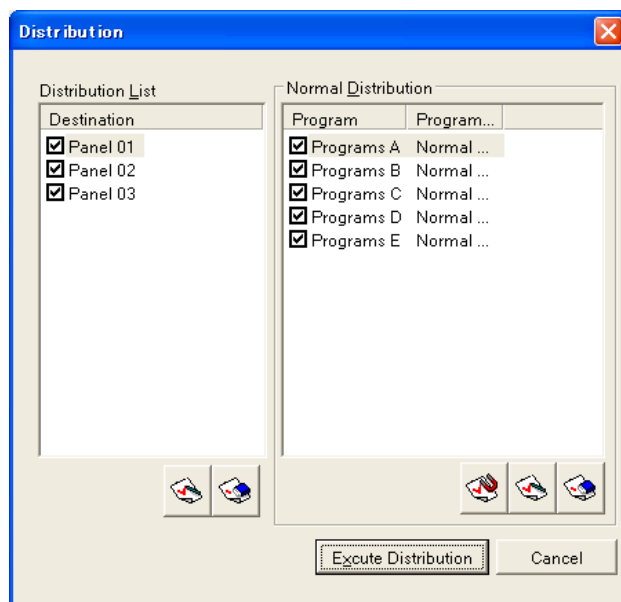 Distribution
Distribution List
Destination
Panel 01
Panel 02
Panel 03
Normal Distribution
Program Program...
Programs A Normal ...
Programs B Normal ...
Programs C Normal ...
Programs D Normal ...
Programs E Normal ...
Excute Distribution
Cancel